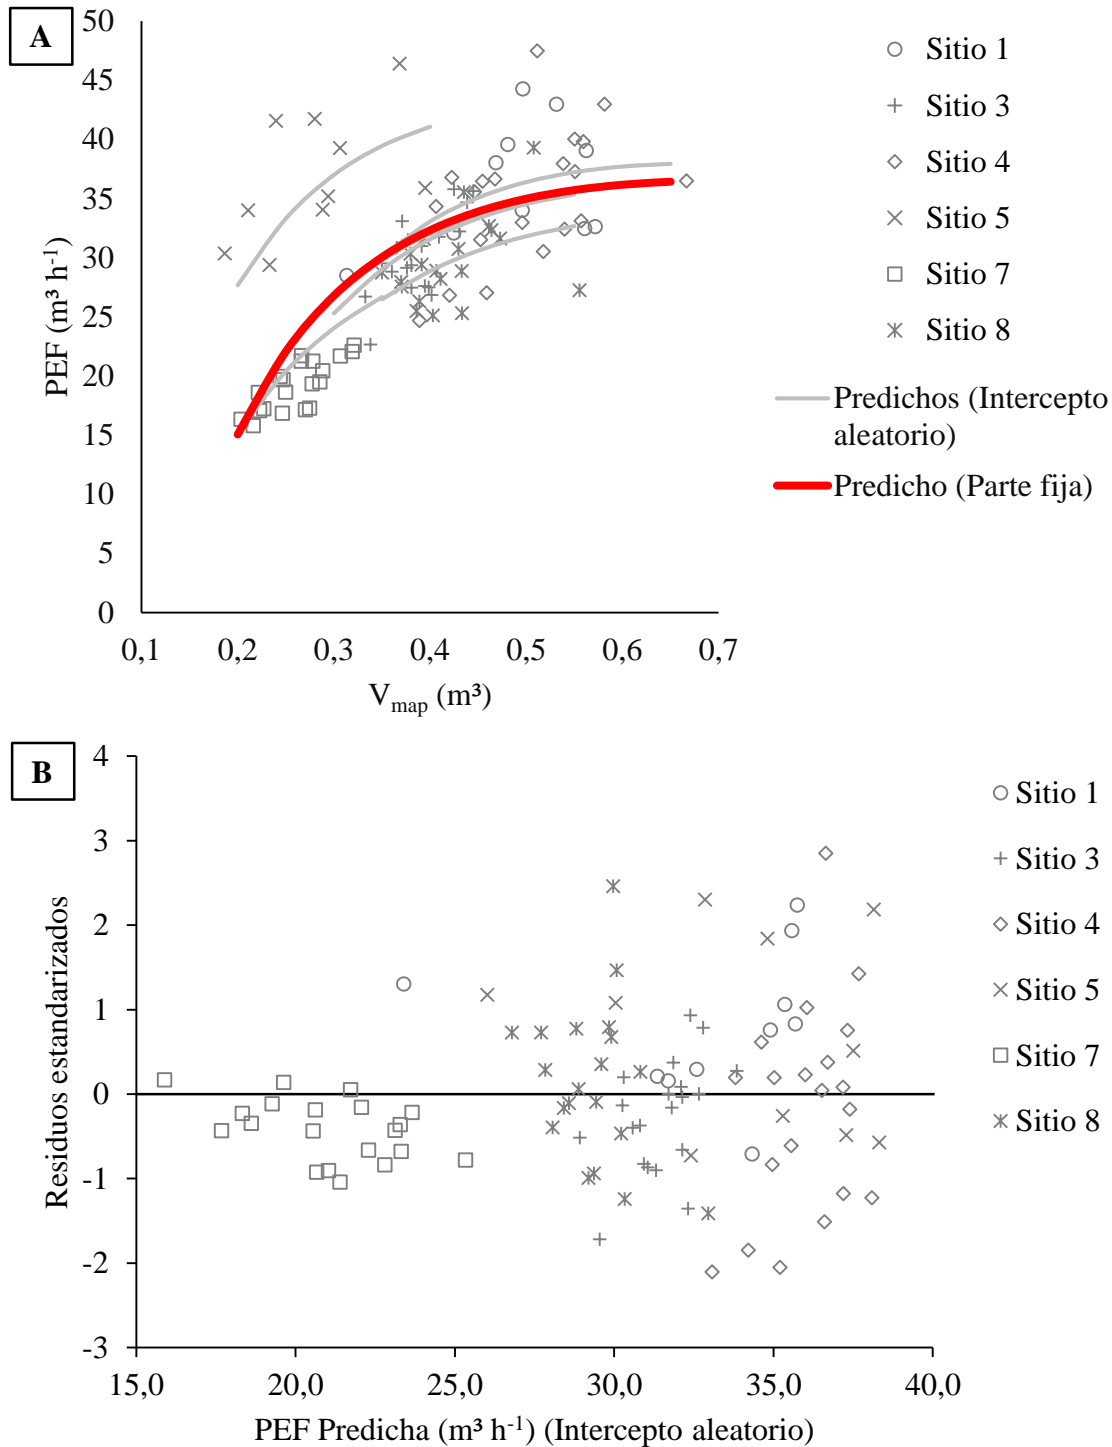 A
50
45
40
35
30
25
20
15
10
5
0
PEF (m³ h⁻¹)
0,1 0,2 0,3 0,4 0,5 0,6 0,7
Vmap (m³)
Sitio 1
Sitio 3
Sitio 4
Sitio 5
Sitio 7
Sitio 8
Predichos (Intercepto
aleatorio)
Predicho (Parte fija)
B
4
3
2
1
0
-1
-2
-3
Residuos estandarizados
15,0 20,0 25,0 30,0 35,0 40,0
PEF Predicha (m³ h⁻¹) (Intercepto aleatorio)
Sitio 1
Sitio 3
Sitio 4
Sitio 5
Sitio 7
Sitio 8